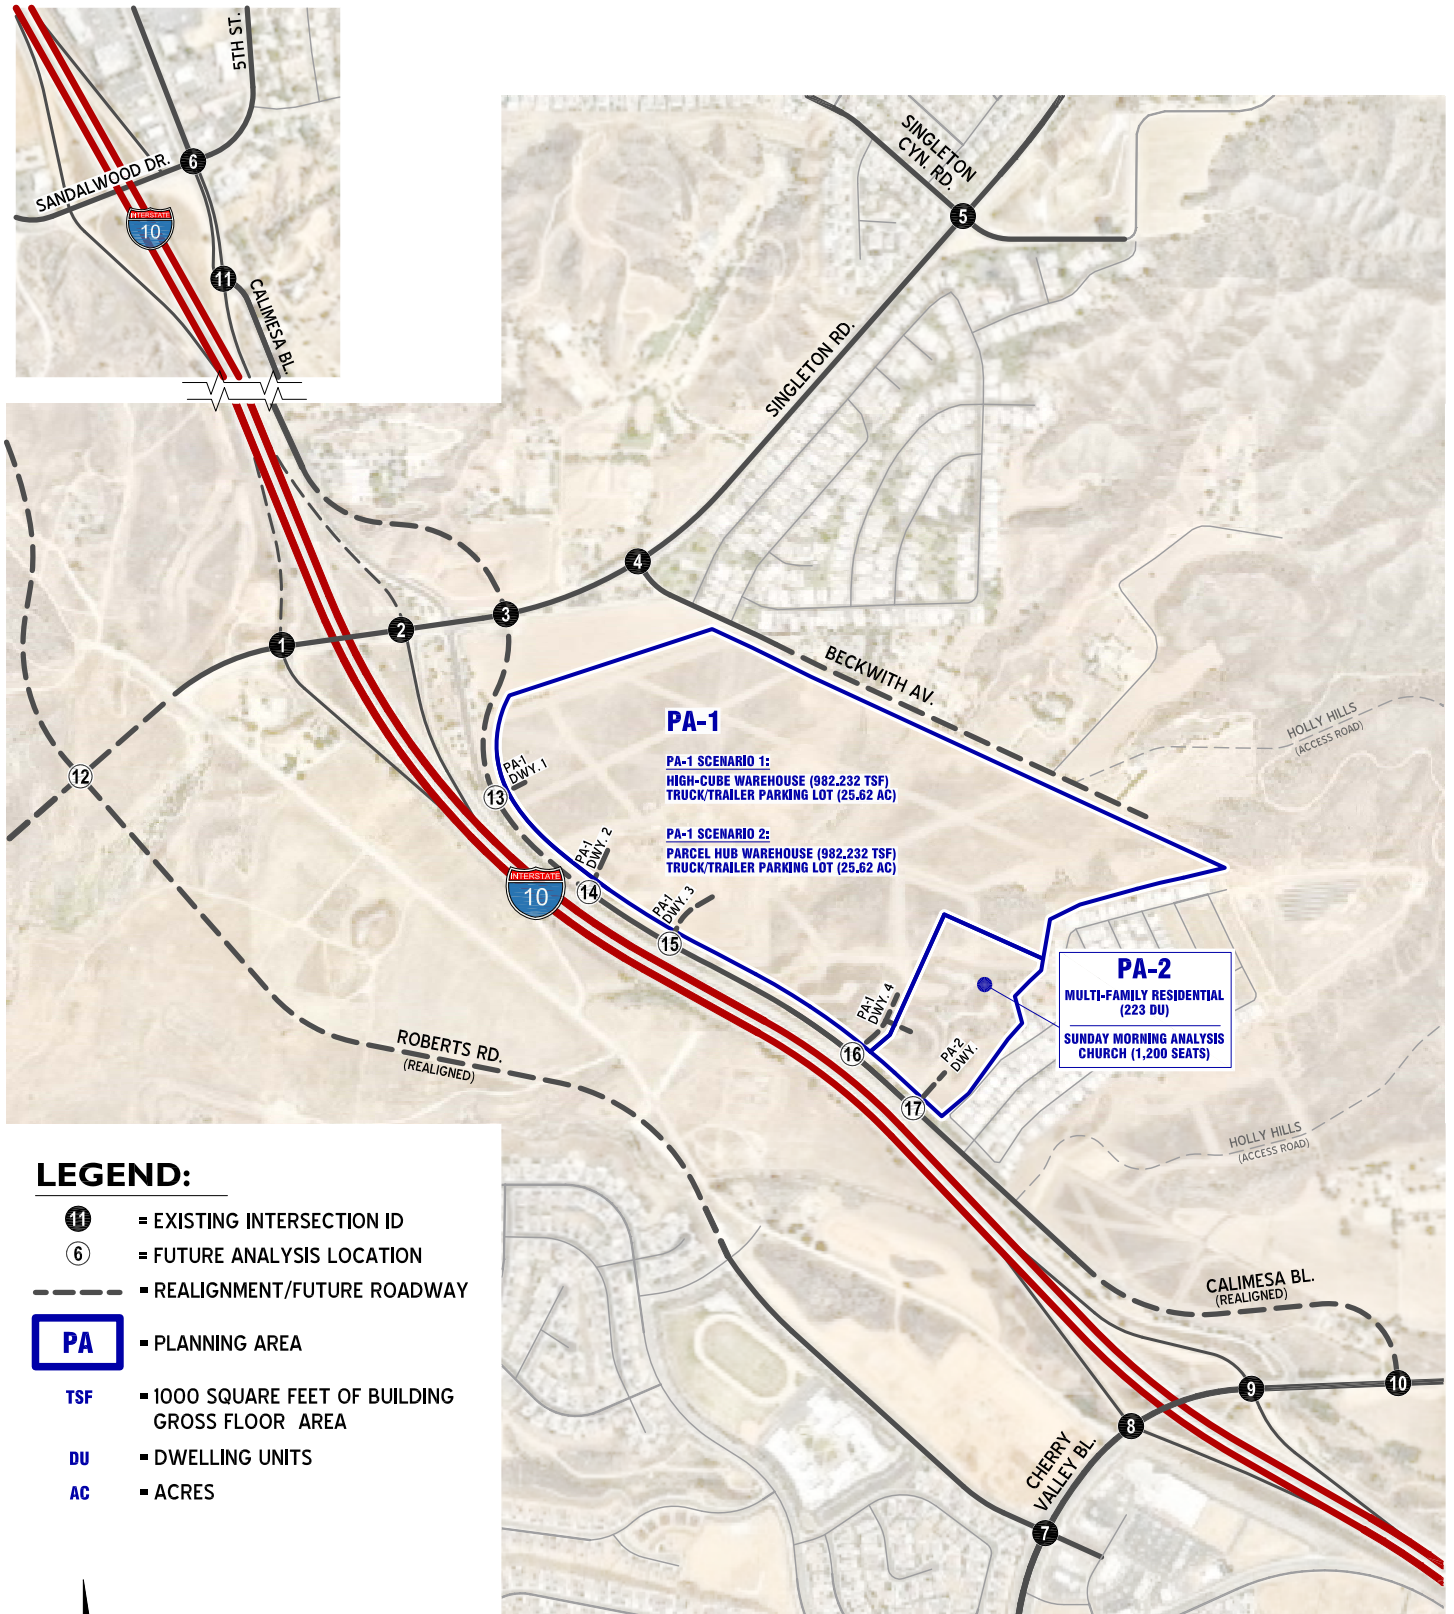 5TH ST.
SANDALWOOD DR.
6
INTERSTATE
10
11
CALIMESA BL.
SINGLETON
CYN. RD.
5
SINGLETON RD.
4
3
2
1
BECKWITH AV.
HOLLY HILLS
(ACCESS ROAD)
12
PA-1
DWY. 1
13
PA-1
PA-1 SCENARIO 1:
HIGH-CUBE WAREHOUSE (982.232 TSF)
TRUCK/TRAILER PARKING LOT (25.62 AC)
PA-1 SCENARIO 2:
PARCEL HUB WAREHOUSE (982.232 TSF)
TRUCK/TRAILER PARKING LOT (25.62 AC)
PA-1
DWY. 2
14
INTERSTATE
10
PA-1
DWY. 3
15
PA-1
DWY. 4
16
PA-2
DWY.
17
PA-2
MULTI-FAMILY RESIDENTIAL
(223 DU)
SUNDAY MORNING ANALYSIS
CHURCH (1,200 SEATS)
ROBERTS RD.
(REALIGNED)
HOLLY HILLS
(ACCESS ROAD)
CALIMESA BL.
(REALIGNED)
10
9
8
CHERRY
VALLEY BL.
7
LEGEND:
11 = EXISTING INTERSECTION ID
6 = FUTURE ANALYSIS LOCATION
= REALIGNMENT/FUTURE ROADWAY
PA = PLANNING AREA
TSF = 1000 SQUARE FEET OF BUILDING
GROSS FLOOR AREA
DU = DWELLING UNITS
AC = ACRES